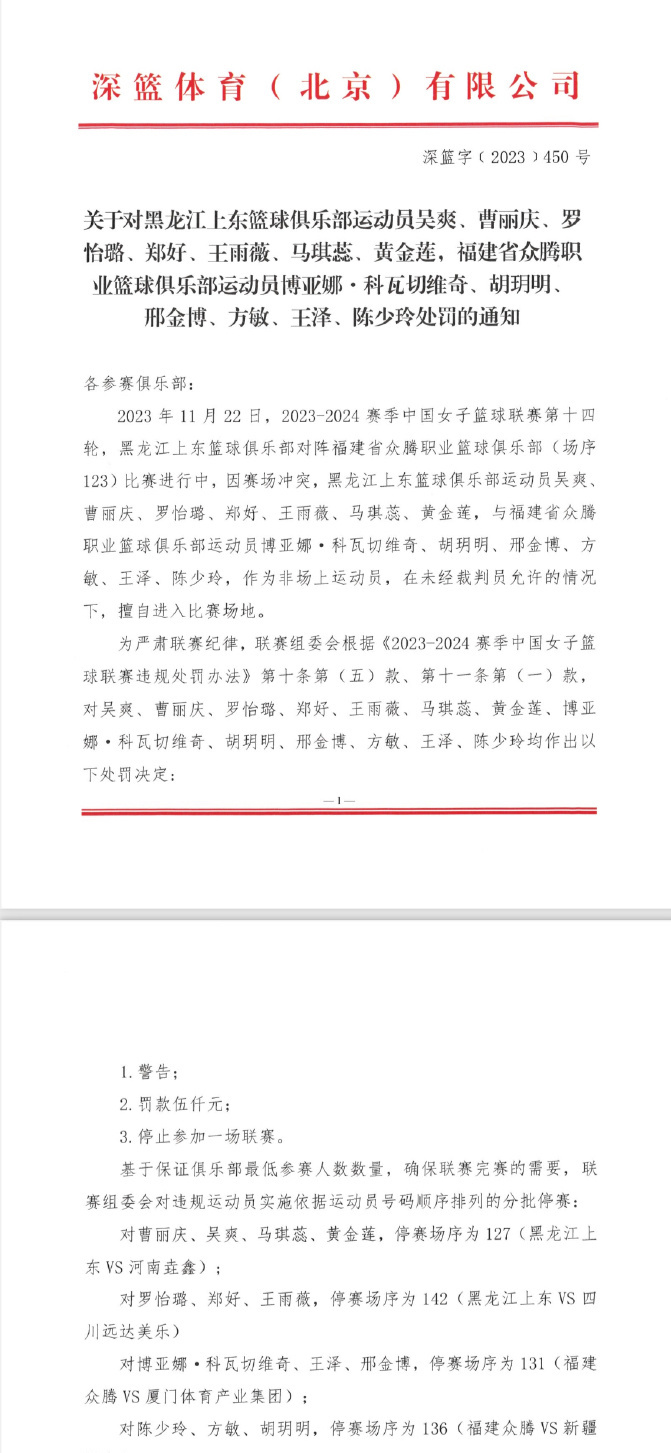 深篮体育（北京）有限公司
深篮字﹝2023﹞450 号
关于对黑龙江上东篮球俱乐部运动员吴爽、曹丽庆、罗
怡璐、郑好、王雨薇、马琪蕊、黄金莲，福建省众腾职
业篮球俱乐部运动员博亚娜·科瓦切维奇、胡玥明、
邢金博、方敏、王泽、陈少玲处罚的通知
各参赛俱乐部：
2023 年 11 月 22 日，2023-2024 赛季中国女子篮球联赛第十四
轮，黑龙江上东篮球俱乐部对阵福建省众腾职业篮球俱乐部（场序
123）比赛进行中，因赛场冲突，黑龙江上东篮球俱乐部运动员吴爽、
曹丽庆、罗怡璐、郑好、王雨薇、马琪蕊、黄金莲，与福建省众腾
职业篮球俱乐部运动员博亚娜·科瓦切维奇、胡玥明、邢金博、方
敏、王泽、陈少玲，作为非场上运动员，在未经裁判员允许的情况
下，擅自进入比赛场地。
为严肃联赛纪律，联赛组委会根据《2023-2024 赛季中国女子篮
球联赛违规处罚办法》第十条第（五）款、第十一条第（一）款，
对吴爽、曹丽庆、罗怡璐、郑好、王雨薇、马琪蕊、黄金莲、博亚
娜·科瓦切维奇、胡玥明、邢金博、方敏、王泽、陈少玲均作出以
下处罚决定：
—1—
1.警告；
2.罚款伍仟元；
3.停止参加一场联赛。
基于保证俱乐部最低参赛人数数量，确保联赛完赛的需要，联
赛组委会对违规运动员实施依据运动员号码顺序排列的分批停赛：
对曹丽庆、吴爽、马琪蕊、黄金莲，停赛场序为 127（黑龙江上
东 VS 河南垚鑫）；
对罗怡璐、郑好、王雨薇，停赛场序为 142（黑龙江上东 VS 四
川远达美乐）
对博亚娜·科瓦切维奇、王泽、邢金博，停赛场序为 131（福建
众腾 VS 厦门体育产业集团）；
对陈少玲、方敏、胡玥明，停赛场序为 136（福建众腾 VS 新疆